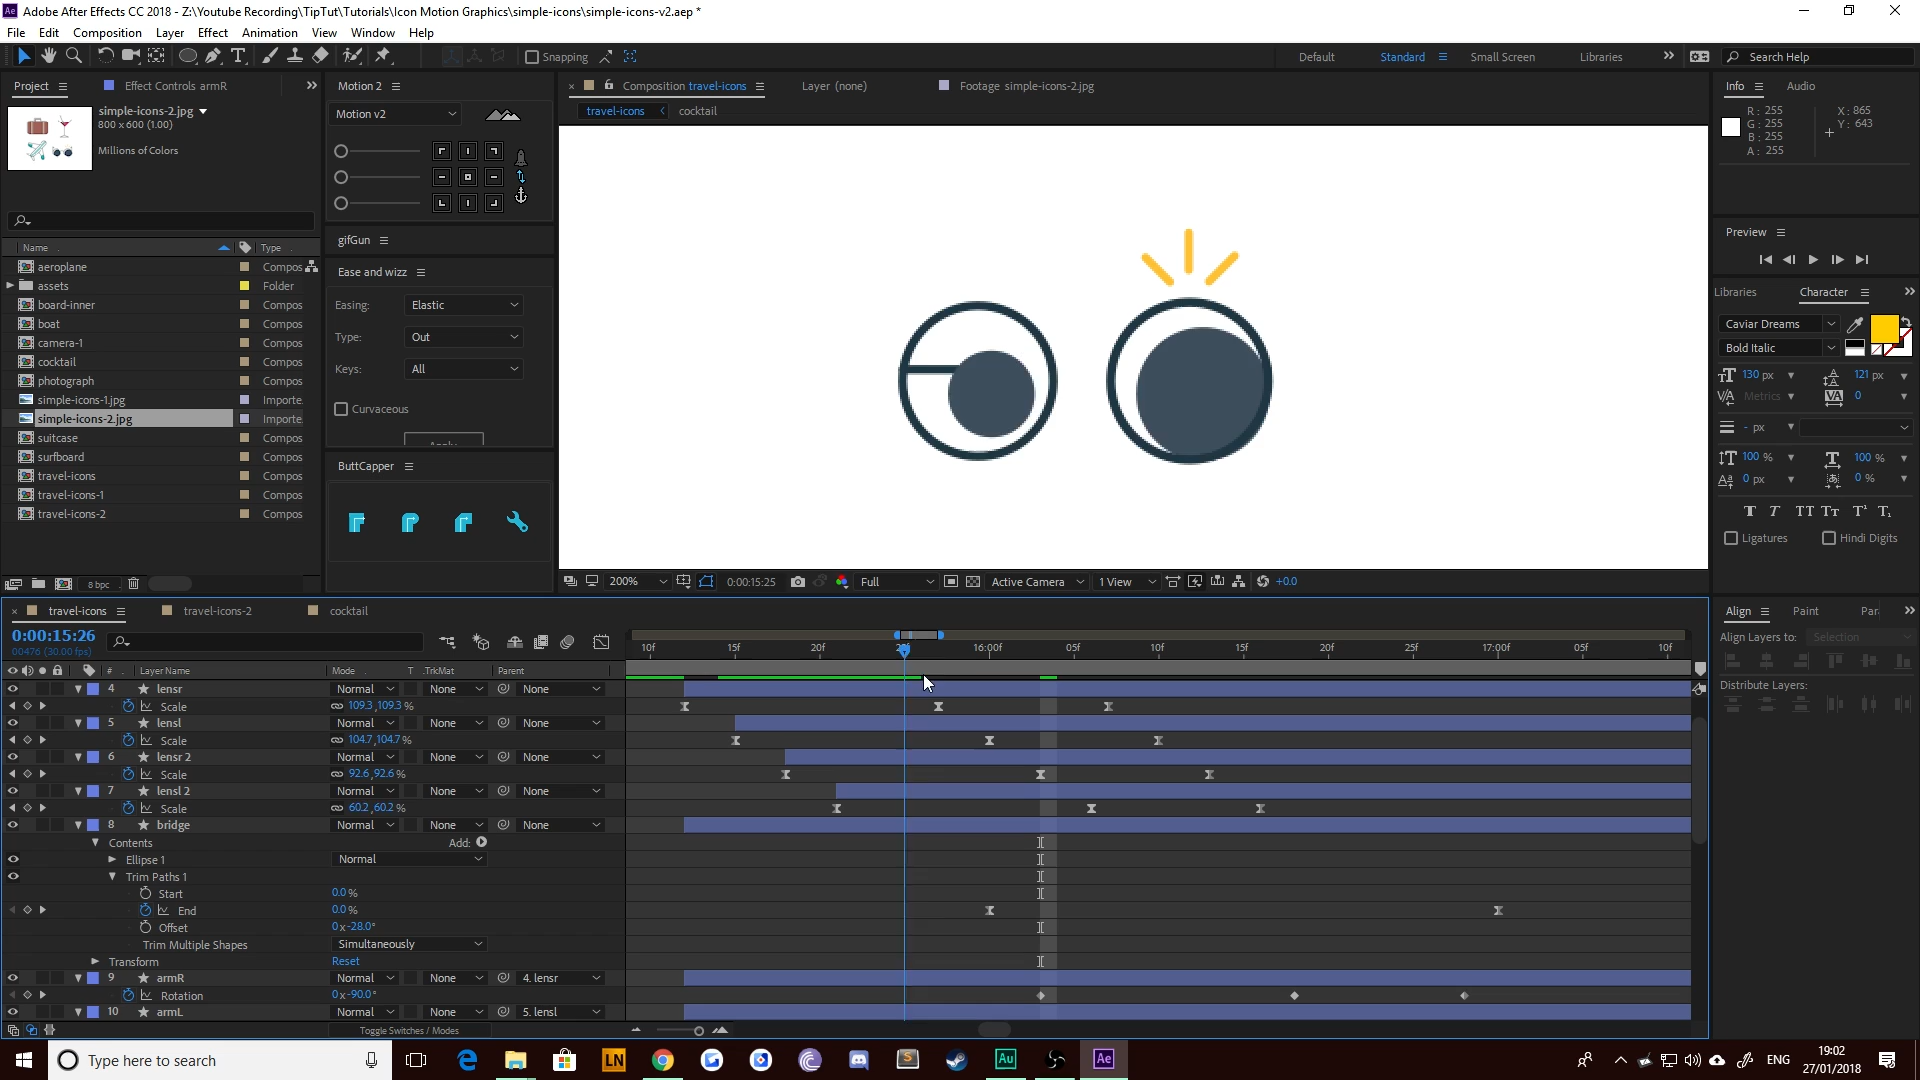 Adobe After Effects CC 2018 - Z:\Youtube Recording\TipTut\Tutorials\Icon Motion Graphics\simple-icons\simple-icons-v2.aep *
File Edit Composition Layer Effect Animation View Window Help
Snapping
Default Standard Small Screen Libraries Search Help
Project Effect Controls armR
simple-icons-2.jpg
800 x 600 (1.00)
Millions of Colors
Name Type
aeroplane Compos
assets Folder
board-inner Compos
boat Compos
camera-1 Compos
cocktail Compos
photograph Compos
simple-icons-1.jpg Importe
simple-icons-2.jpg Importe
suitcase Compos
surfboard Compos
travel-icons Compos
travel-icons-1 Compos
travel-icons-2 Compos
8 bpc
Motion 2
Motion v2
gifGun
Ease and wizz
Easing: Elastic
Type: Out
Keys: All
Curvaceous
ButtCapper
Composition travel-icons Layer (none) Footage simple-icons-2.jpg
travel-icons cocktail
200% 0:00:15:25 Full Active Camera 1 View +0.0
Info Audio
R: 255
G: 255
B: 255
A: 255
X: 865
Y: 643
Preview
Libraries Character
Caviar Dreams
Bold Italic
130 px 121 px
Metrics 0
- px
100 % 100 %
0 px 0 %
Ligatures Hindi Digits
Align Paint Par
Align Layers to: Selection
Distribute Layers:
travel-icons travel-icons-2 cocktail
0:00:15:26
00476 (30.00 fps)
10f 15f 20f 16:00f 05f 10f 15f 20f 25f 17:00f 05f 10f
# Layer Name Mode T .TrkMat Parent
4 lensr Normal None None
Scale 109.3,109.3 %
5 lensl Normal None None
Scale 104.7,104.7 %
6 lensr 2 Normal None None
Scale 92.6,92.6 %
7 lensl 2 Normal None None
Scale 60.2,60.2 %
8 bridge Normal None None
Contents Add:
Ellipse 1 Normal
Trim Paths 1
Start 0.0 %
End 0.0 %
Offset 0x-28.0°
Trim Multiple Shapes Simultaneously
Transform Reset
9 armR Normal None 4. lensr
Rotation 0x-90.0°
10 armL Normal None 5. lensl
Toggle Switches / Modes
Type here to search
ENG
19:02
27/01/2018